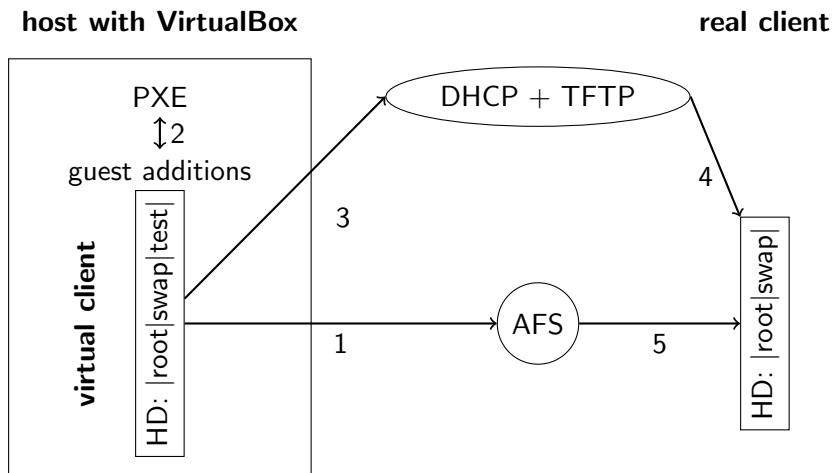 host with VirtualBox
real client
PXE
2
guest additions
DHCP + TFTP
3
4
virtual client
HD: |root|swap|test|
1
AFS
5
HD: |root|swap|